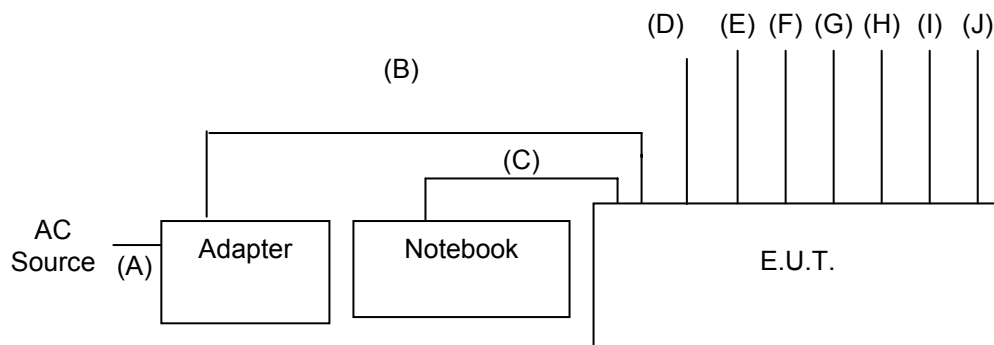 (D) (E) (F) (G) (H) (I) (J)
(B)
(C)
AC
Source
(A)
Adapter
Notebook
E.U.T.